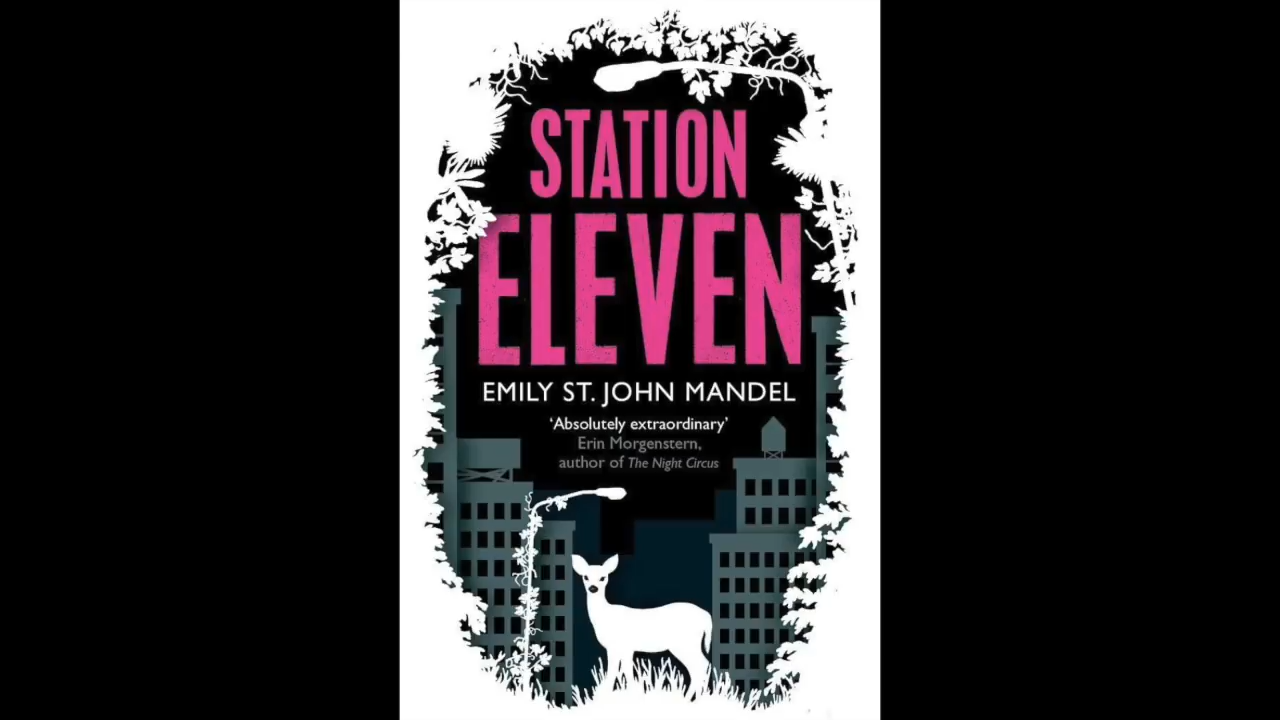 STATION
ELEVEN
EMILY ST. JOHN MANDEL
‘Absolutely extraordinary’
Erin Morgenstern,
author of The Night Circus